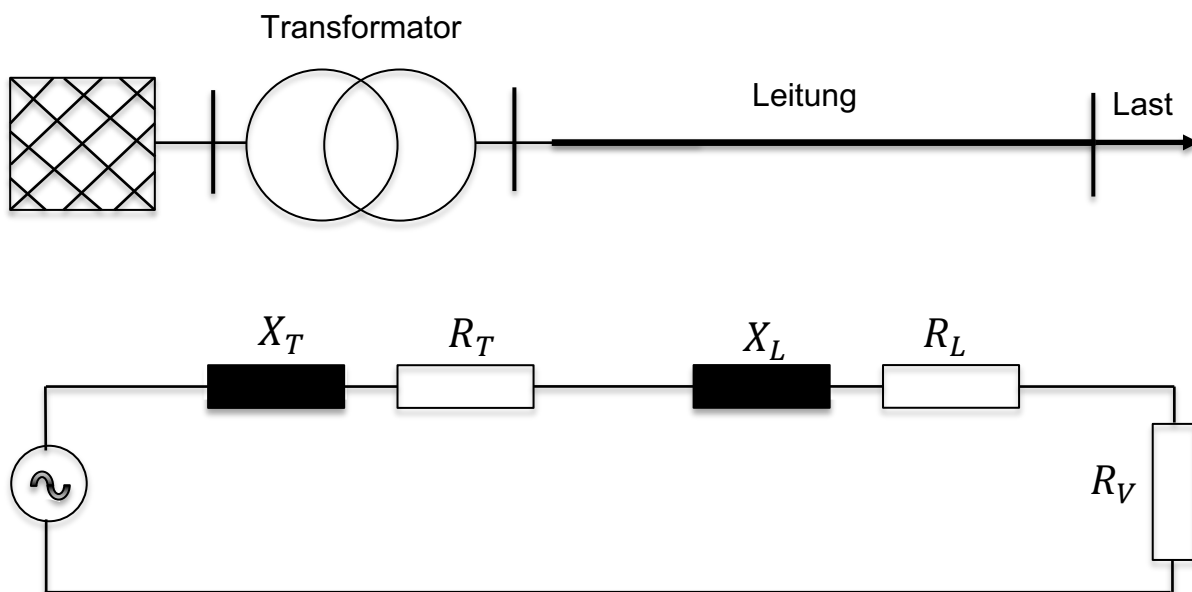 Transformator
Leitung
Last
X_T
R_T
X_L
R_L
R_V